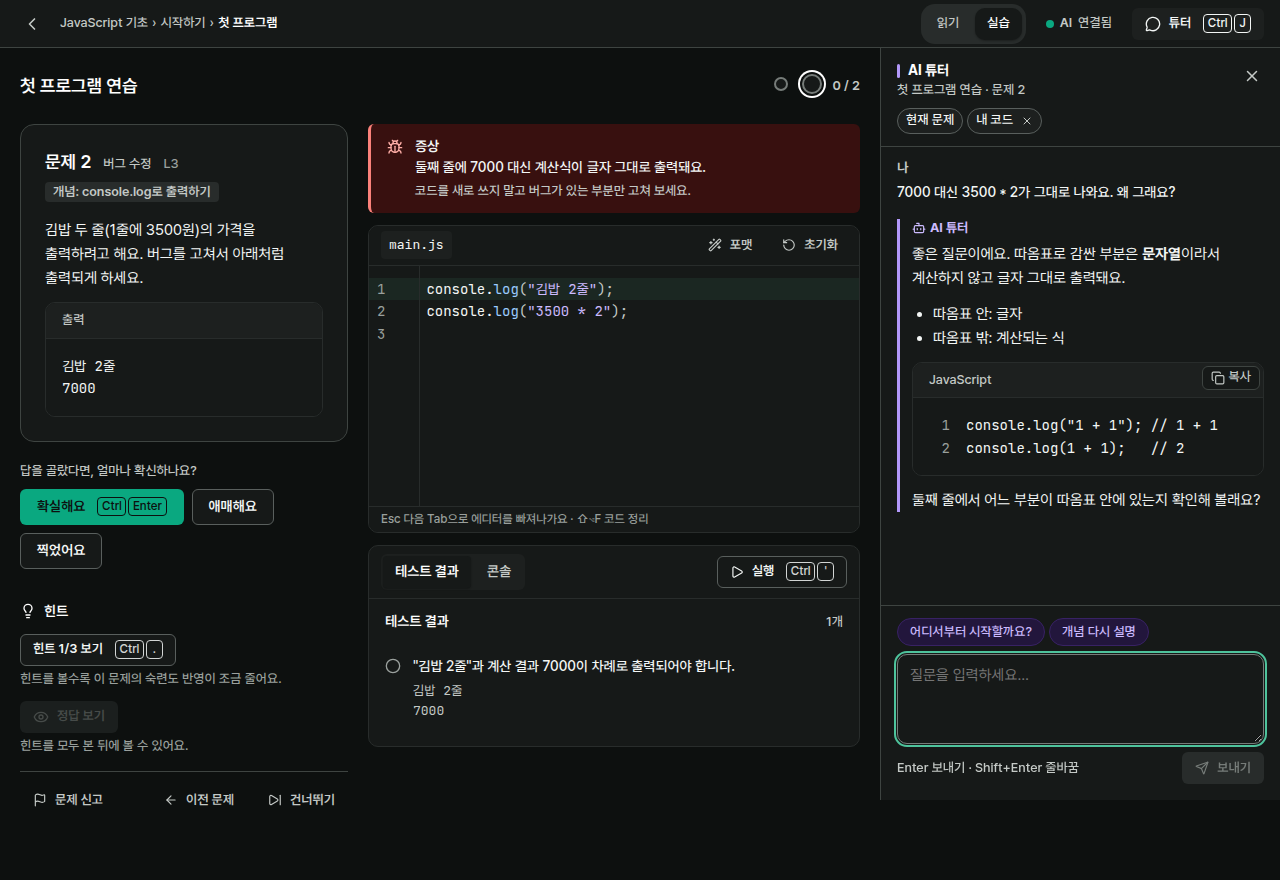 JavaScript 기초 › 시작하기 › 첫 프로그램
읽기 실습
AI 연결됨
튜터 Ctrl J
첫 프로그램 연습
0 / 2
문제 2 버그 수정 L3
개념: console.log로 출력하기
김밥 두 줄(1줄에 3500원)의 가격을
출력하려고 해요. 버그를 고쳐서 아래처럼
출력되게 하세요.
출력
김밥 2줄
7000
답을 골랐다면, 얼마나 확신하나요?
확실해요 Ctrl Enter
애매해요
찍었어요
힌트
힌트 1/3 보기 Ctrl .
힌트를 볼수록 이 문제의 숙련도 반영이 조금 줄어요.
정답 보기
힌트를 모두 본 뒤에 볼 수 있어요.
문제 신고
이전 문제
건너뛰기
증상
둘째 줄에 7000 대신 계산식이 글자 그대로 출력돼요.
코드를 새로 쓰지 말고 버그가 있는 부분만 고쳐 보세요.
main.js
포맷
초기화
1 console.log("김밥 2줄");
2 console.log("3500 * 2");
3
Esc 다음 Tab으로 에디터를 빠져나가요 · ⇧⌥F 코드 정리
테스트 결과 콘솔
실행 Ctrl '
테스트 결과
1개
"김밥 2줄"과 계산 결과 7000이 차례로 출력되어야 합니다.
김밥 2줄
7000
AI 튜터
첫 프로그램 연습 · 문제 2
현재 문제
내 코드 ×
나
7000 대신 3500 * 2가 그대로 나와요. 왜 그래요?
AI 튜터
좋은 질문이에요. 따옴표로 감싼 부분은 문자열이라서
계산하지 않고 글자 그대로 출력돼요.
• 따옴표 안: 글자
• 따옴표 밖: 계산되는 식
JavaScript
복사
1 console.log("1 + 1"); // 1 + 1
2 console.log(1 + 1);   // 2
둘째 줄에서 어느 부분이 따옴표 안에 있는지 확인해 볼래요?
어디서부터 시작할까요?
개념 다시 설명
질문을 입력하세요...
Enter 보내기 · Shift+Enter 줄바꿈
보내기